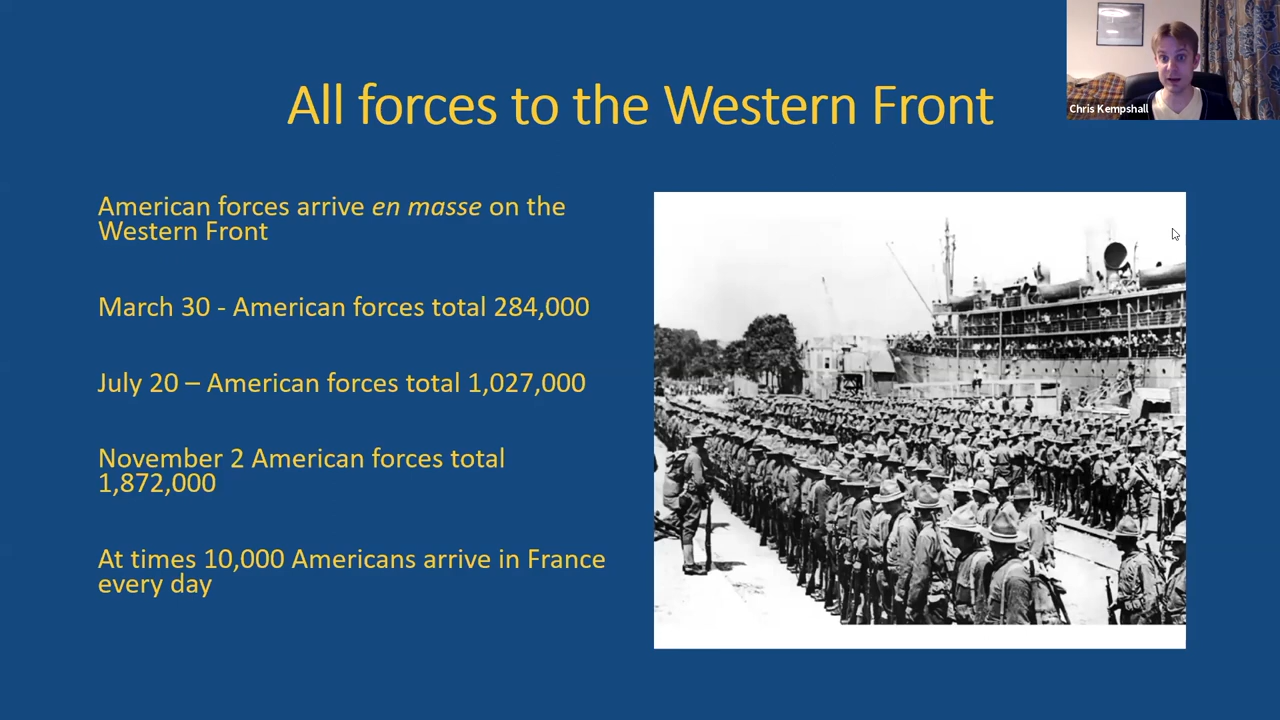 All forces to the Western Front
Chris Kempshall
American forces arrive en masse on the
Western Front
March 30 - American forces total 284,000
July 20 – American forces total 1,027,000
November 2 American forces total
1,872,000
At times 10,000 Americans arrive in France
every day